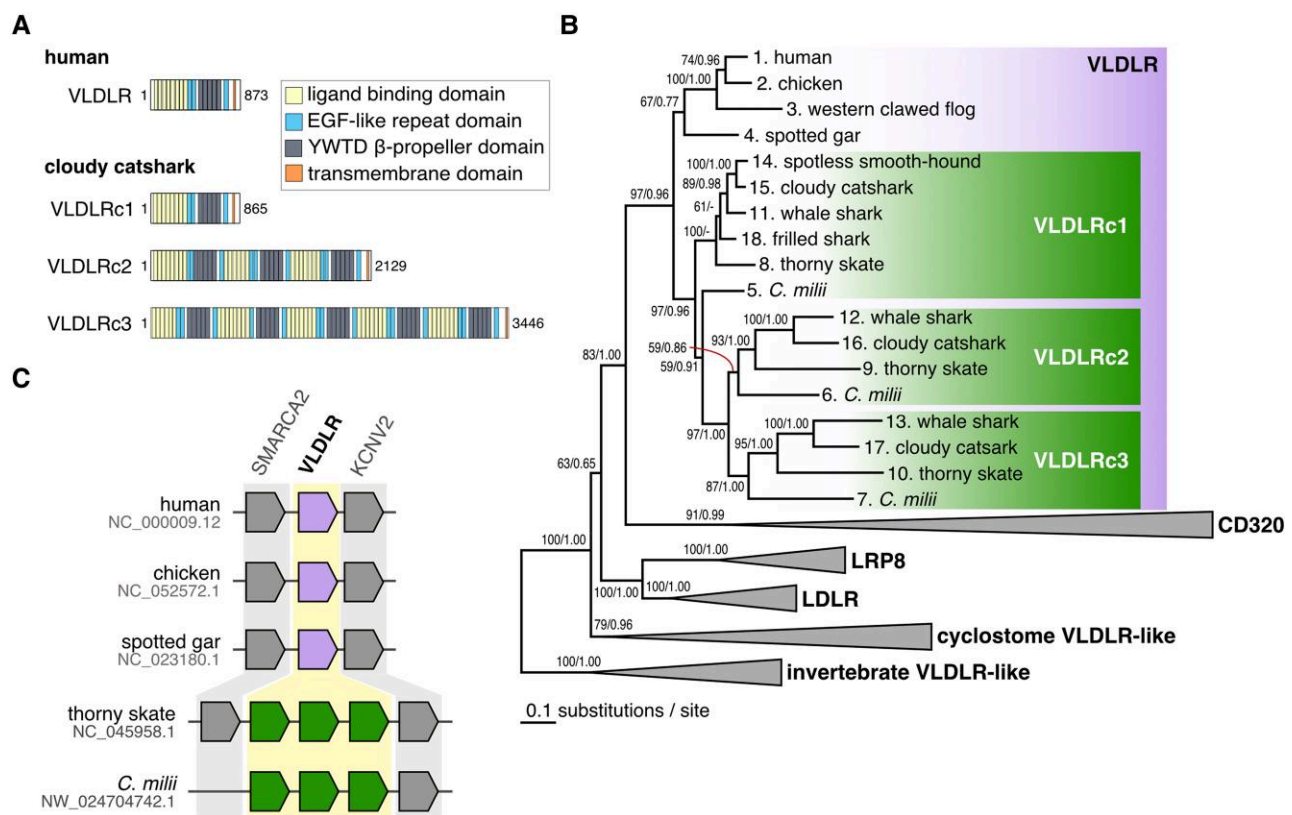 A
human
VLDLR 1 873
cloudy catshark
VLDLRc1 1 865
VLDLRc2 1 2129
VLDLRc3 1 3446
ligand binding domain
EGF-like repeat domain
YWTD β-propeller domain
transmembrane domain
B
VLDLR
74/0.96
1. human
100/1.00
2. chicken
67/0.77
3. western clawed flog
4. spotted gar
100/1.00
14. spotless smooth-hound
89/0.98
15. cloudy catshark
97/0.96
61/-
11. whale shark
VLDLRc1
100/-
18. frilled shark
8. thorny skate
5. C. milii
97/0.96
100/1.00
12. whale shark
93/1.00
16. cloudy catshark
VLDLRc2
59/0.86
83/1.00
59/0.91
9. thorny skate
6. C. milii
100/1.00
13. whale shark
97/1.00
95/1.00
17. cloudy catsark
VLDLRc3
63/0.65
10. thorny skate
87/1.00
7. C. milii
91/0.99
CD320
100/1.00
100/1.00
LRP8
100/1.00
100/1.00
LDLR
79/0.96
cyclostome VLDLR-like
100/1.00
invertebrate VLDLR-like
0.1 substitutions / site
C
SMARCA2
VLDLR
KCNV2
human
NC_000009.12
chicken
NC_052572.1
spotted gar
NC_023180.1
thorny skate
NC_045958.1
C. milii
NW_024704742.1